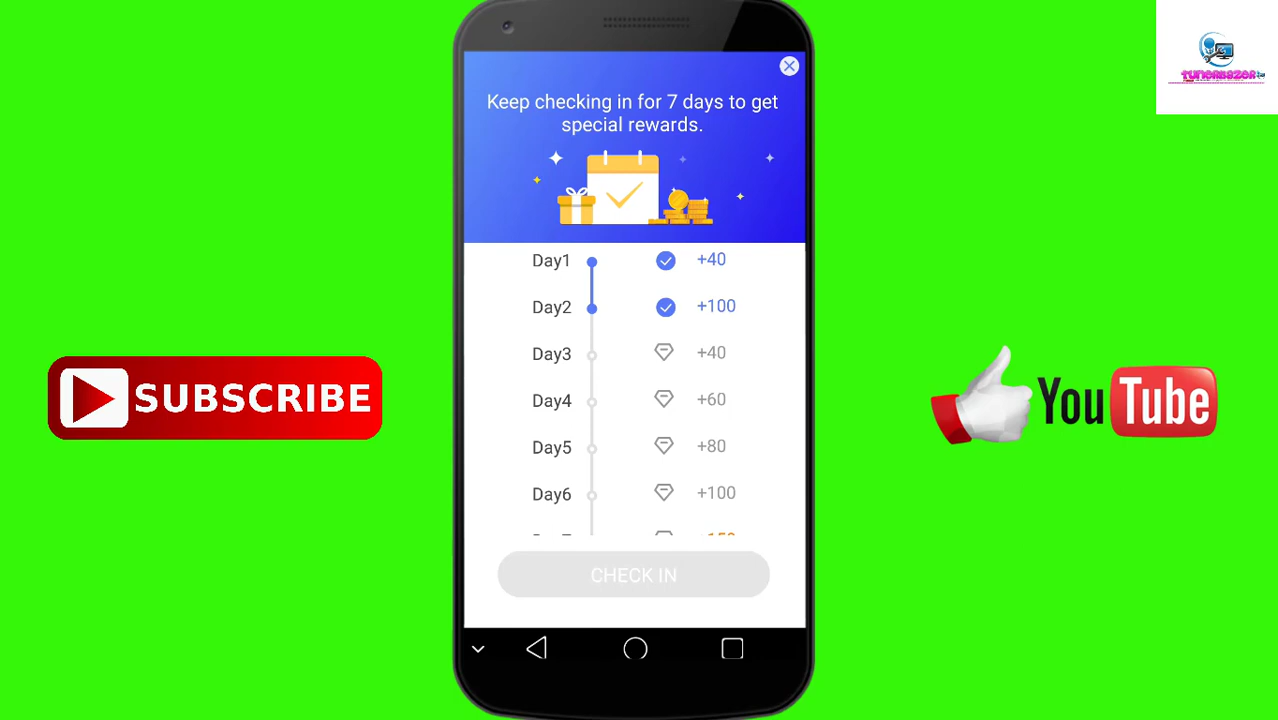 TUNERBAZER
Keep checking in for 7 days to get
special rewards.
Day1 +40
Day2 +100
Day3 +40
Day4 +60
Day5 +80
Day6 +100
CHECK IN
SUBSCRIBE
YouTube